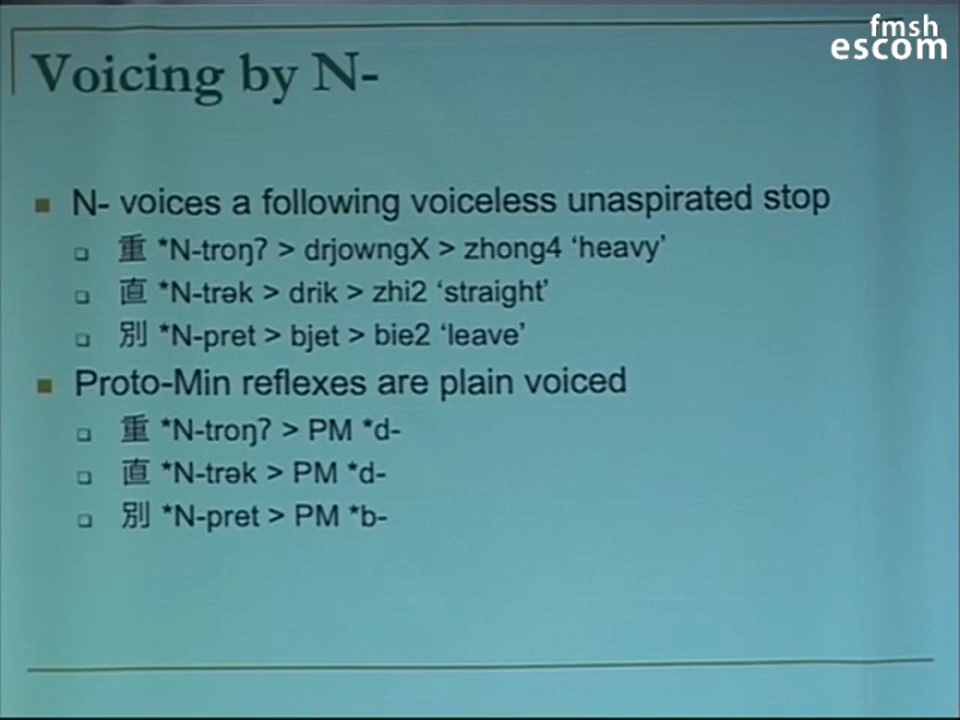 fmsh
escom
Voicing by N-
N- voices a following voiceless unaspirated stop
重 *N-troŋʔ > drjowngX > zhong4 ‘heavy’
直 *N-trək > drik > zhi2 ‘straight’
別 *N-pret > bjet > bie2 ‘leave’
Proto-Min reflexes are plain voiced
重 *N-troŋʔ > PM *d-
直 *N-trək > PM *d-
別 *N-pret > PM *b-